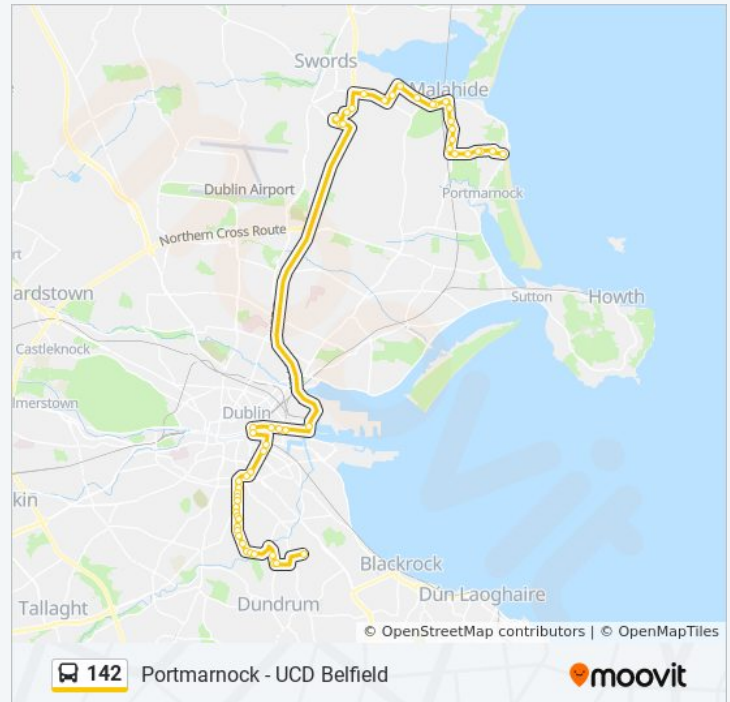 Swords
Malahide
Dublin Airport
Portmarnock
Northern Cross Route
rt
ardstown
Sutton
Howth
Castleknock
lmerstown
Dublin
kin
Blackrock
Dún Laoghaire
Tallaght
Dundrum
© OpenStreetMap contributors | © OpenMapTiles
142 Portmarnock - UCD Belfield
moovit